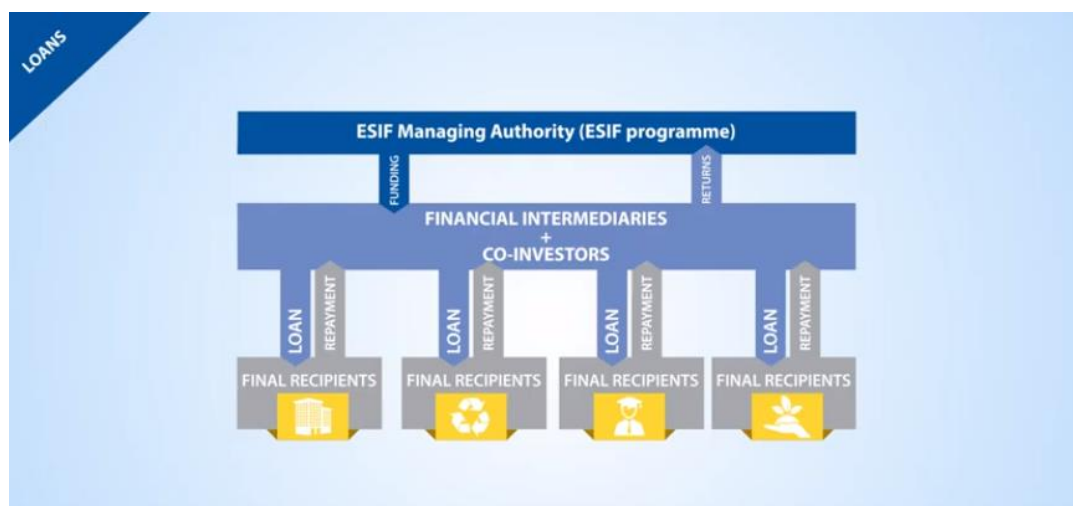 LOANS
ESIF Managing Authority (ESIF programme)
FUNDING
RETURNS
FINANCIAL INTERMEDIARIES
+
CO-INVESTORS
LOAN
REPAYMENT
LOAN
REPAYMENT
LOAN
REPAYMENT
LOAN
REPAYMENT
FINAL RECIPIENTS
FINAL RECIPIENTS
FINAL RECIPIENTS
FINAL RECIPIENTS